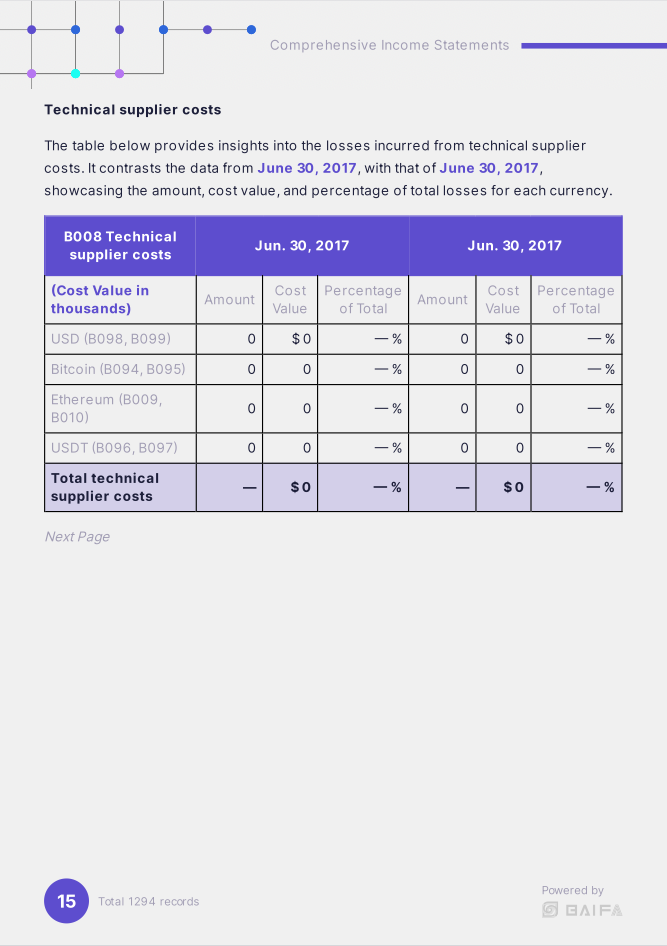 Comprehensive Income Statements
Technical supplier costs
The table below provides insights into the losses incurred from technical supplier
costs. It contrasts the data from June 30, 2017, with that of June 30, 2017,
showcasing the amount, cost value, and percentage of total losses for each currency.
B008 Technical
supplier costs
Jun. 30, 2017
Jun. 30, 2017
(Cost Value in
thousands)
Amount
Cost
Value
Percentage
of Total
Amount
Cost
Value
Percentage
of Total
USD (B098, B099) 0 $0 — % 0 $0 — %
Bitcoin (B094, B095) 0 0 — % 0 0 — %
Ethereum (B009,
B010) 0 0 — % 0 0 — %
USDT (B096, B097) 0 0 — % 0 0 — %
Total technical
supplier costs — $0 — % — $0 — %
Next Page
15 Total 1294 records
Powered by
GAIFA